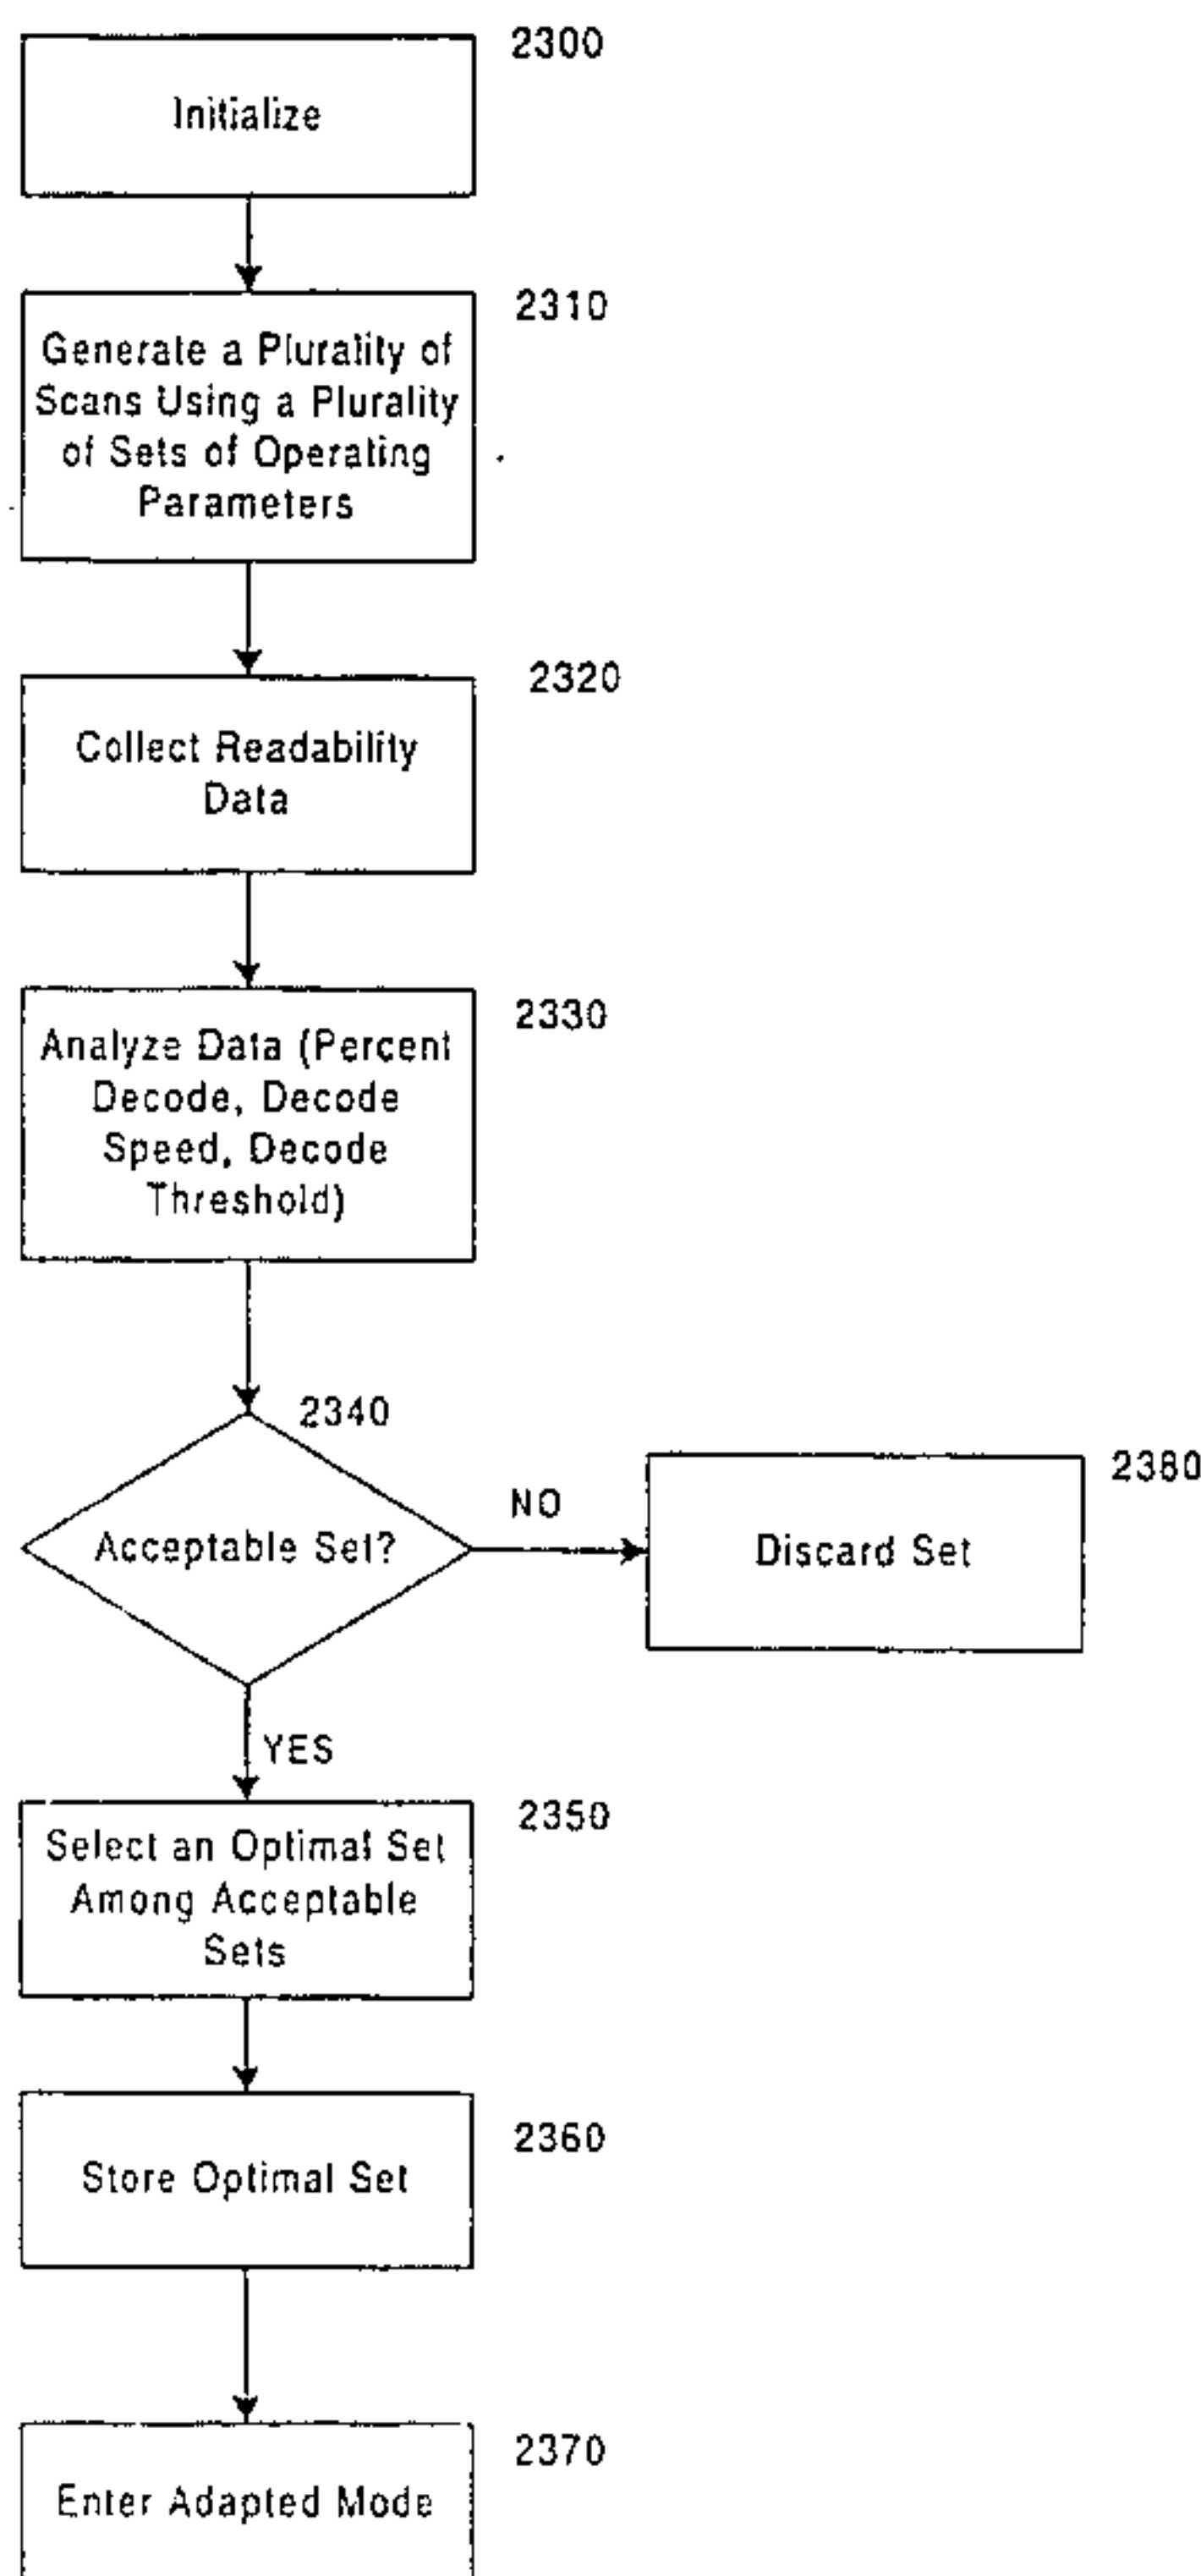 2300
Initialize
2310
Generate a Plurality of
Scans Using a Plurality
of Sets of Operating
Parameters
2320
Collect Readability
Data
2330
Analyze Data (Percent
Decode, Decode
Speed, Decode
Threshold)
2340
Acceptable Set?
NO
2380
Discard Set
YES
2350
Select an Optimal Set
Among Acceptable
Sets
2360
Store Optimal Set
2370
Enter Adapted Mode